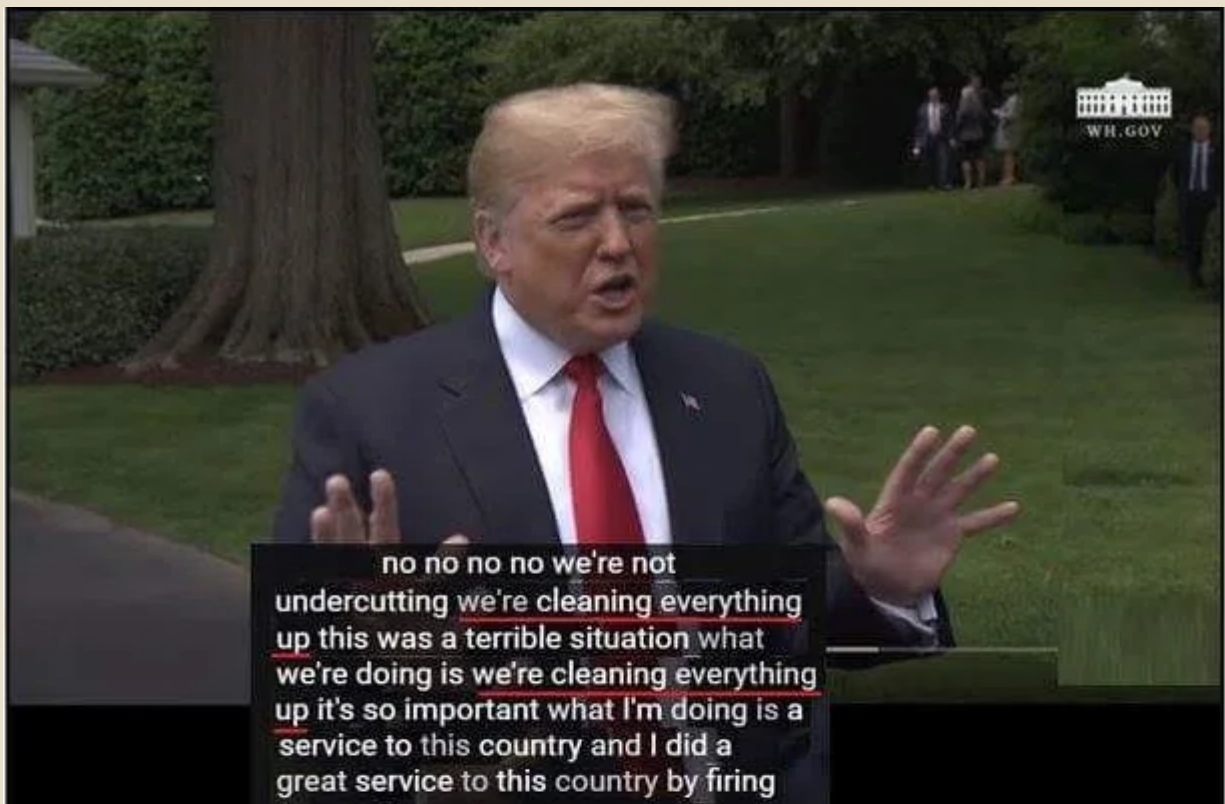 WH.GOV
no no no no we're not
undercutting we're cleaning everything
up this was a terrible situation what
we're doing is we're cleaning everything
up it's so important what I'm doing is a
service to this country and I did a
great service to this country by firing